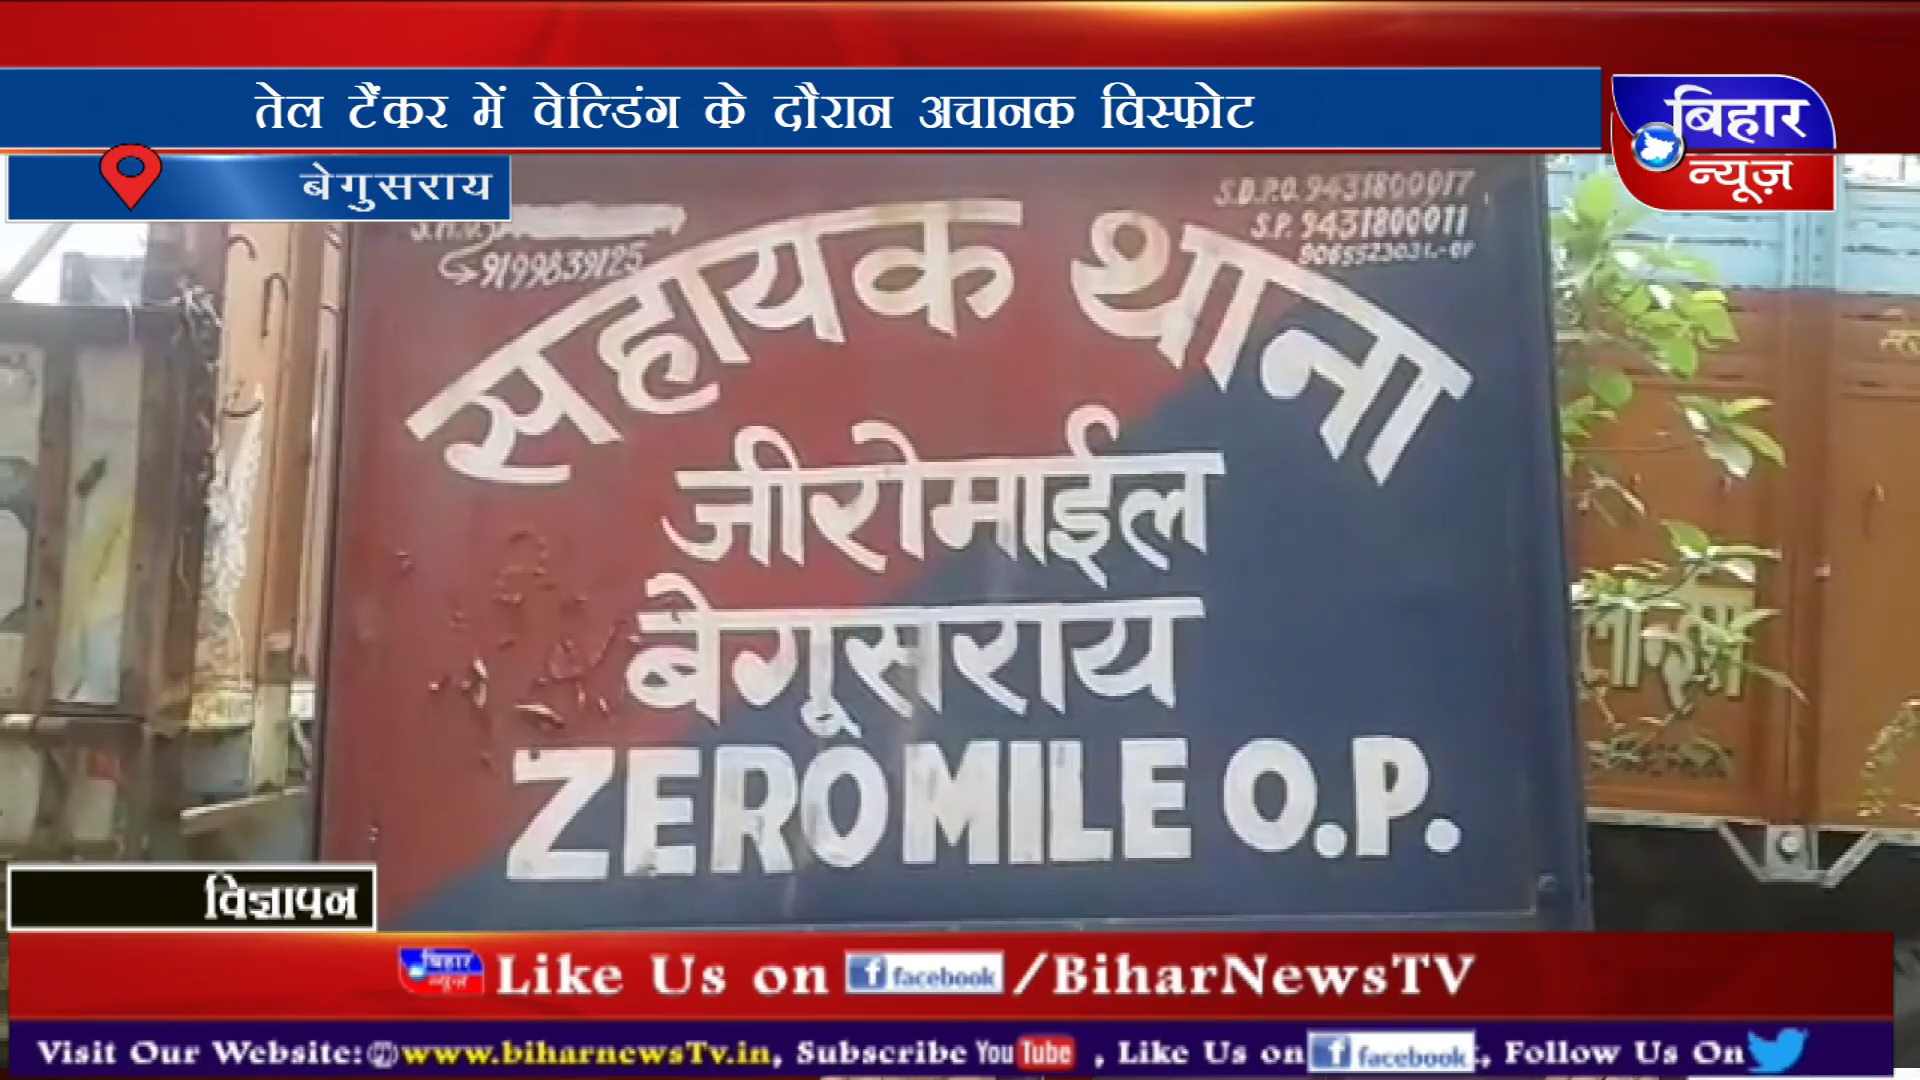 तेल टैंकर में वेल्डिंग के दौरान अचानक विस्फोट
बिहार
न्यूज़
बेगुसराय
S.D.P.O. 9431800017
S.P. 9431800011
9199839125
सहायक थाना
जीरोमाईल
बेगूसराय
ZEROMILE O.P.
विज्ञापन
बिहार न्यूज़ Like Us on facebook /BiharNewsTV
Visit Our Website: @www.biharnewsTv.in, Subscribe YouTube , Like Us on facebook, Follow Us On